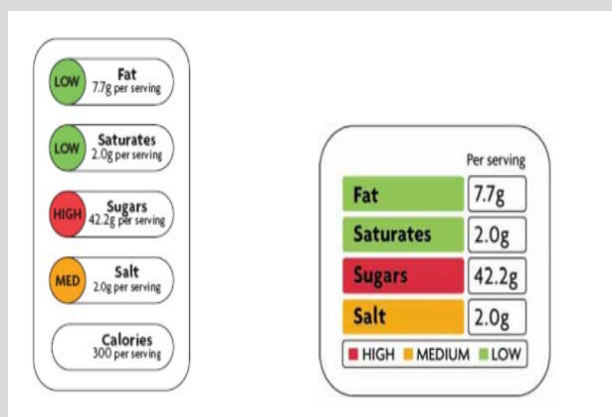 LOW
Fat
7.7g per serving
LOW
Saturates
2.0g per serving
HIGH
Sugars
42.2g per serving
MED
Salt
2.0g per serving
Calories
300 per serving
Per serving
Fat 7.7g
Saturates 2.0g
Sugars 42.2g
Salt 2.0g
HIGH MEDIUM LOW